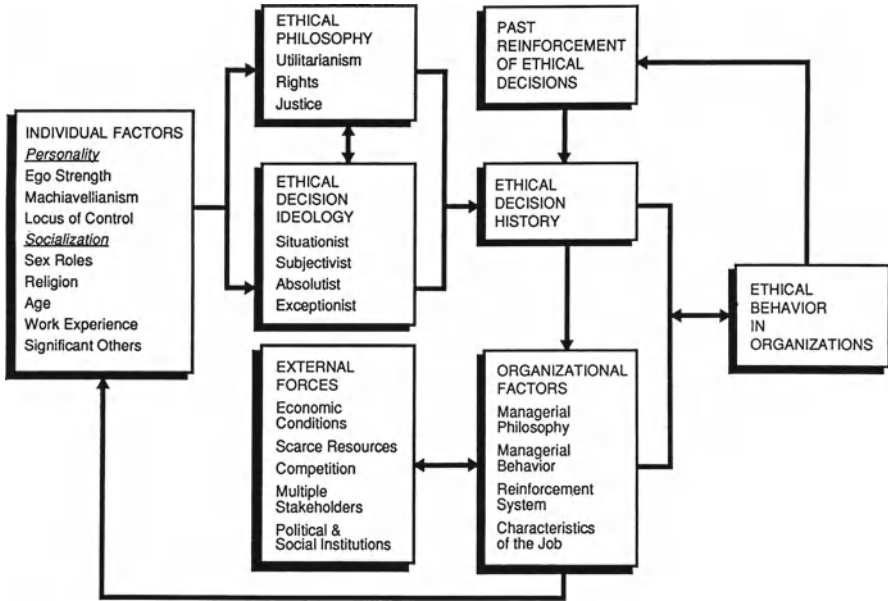 INDIVIDUAL FACTORS
Personality
Ego Strength
Machiavellianism
Locus of Control
Socialization
Sex Roles
Religion
Age
Work Experience
Significant Others
ETHICAL
PHILOSOPHY
Utilitarianism
Rights
Justice
ETHICAL
DECISION
IDEOLOGY
Situationist
Subjectivist
Absolutist
Exceptionist
EXTERNAL
FORCES
Economic
Conditions
Scarce Resources
Competition
Multiple
Stakeholders
Political &
Social Institutions
PAST
REINFORCEMENT
OF ETHICAL
DECISIONS
ETHICAL
DECISION
HISTORY
ORGANIZATIONAL
FACTORS
Managerial
Philosophy
Managerial
Behavior
Reinforcement
System
Characteristics
of the Job
ETHICAL
BEHAVIOR
IN
ORGANIZATIONS